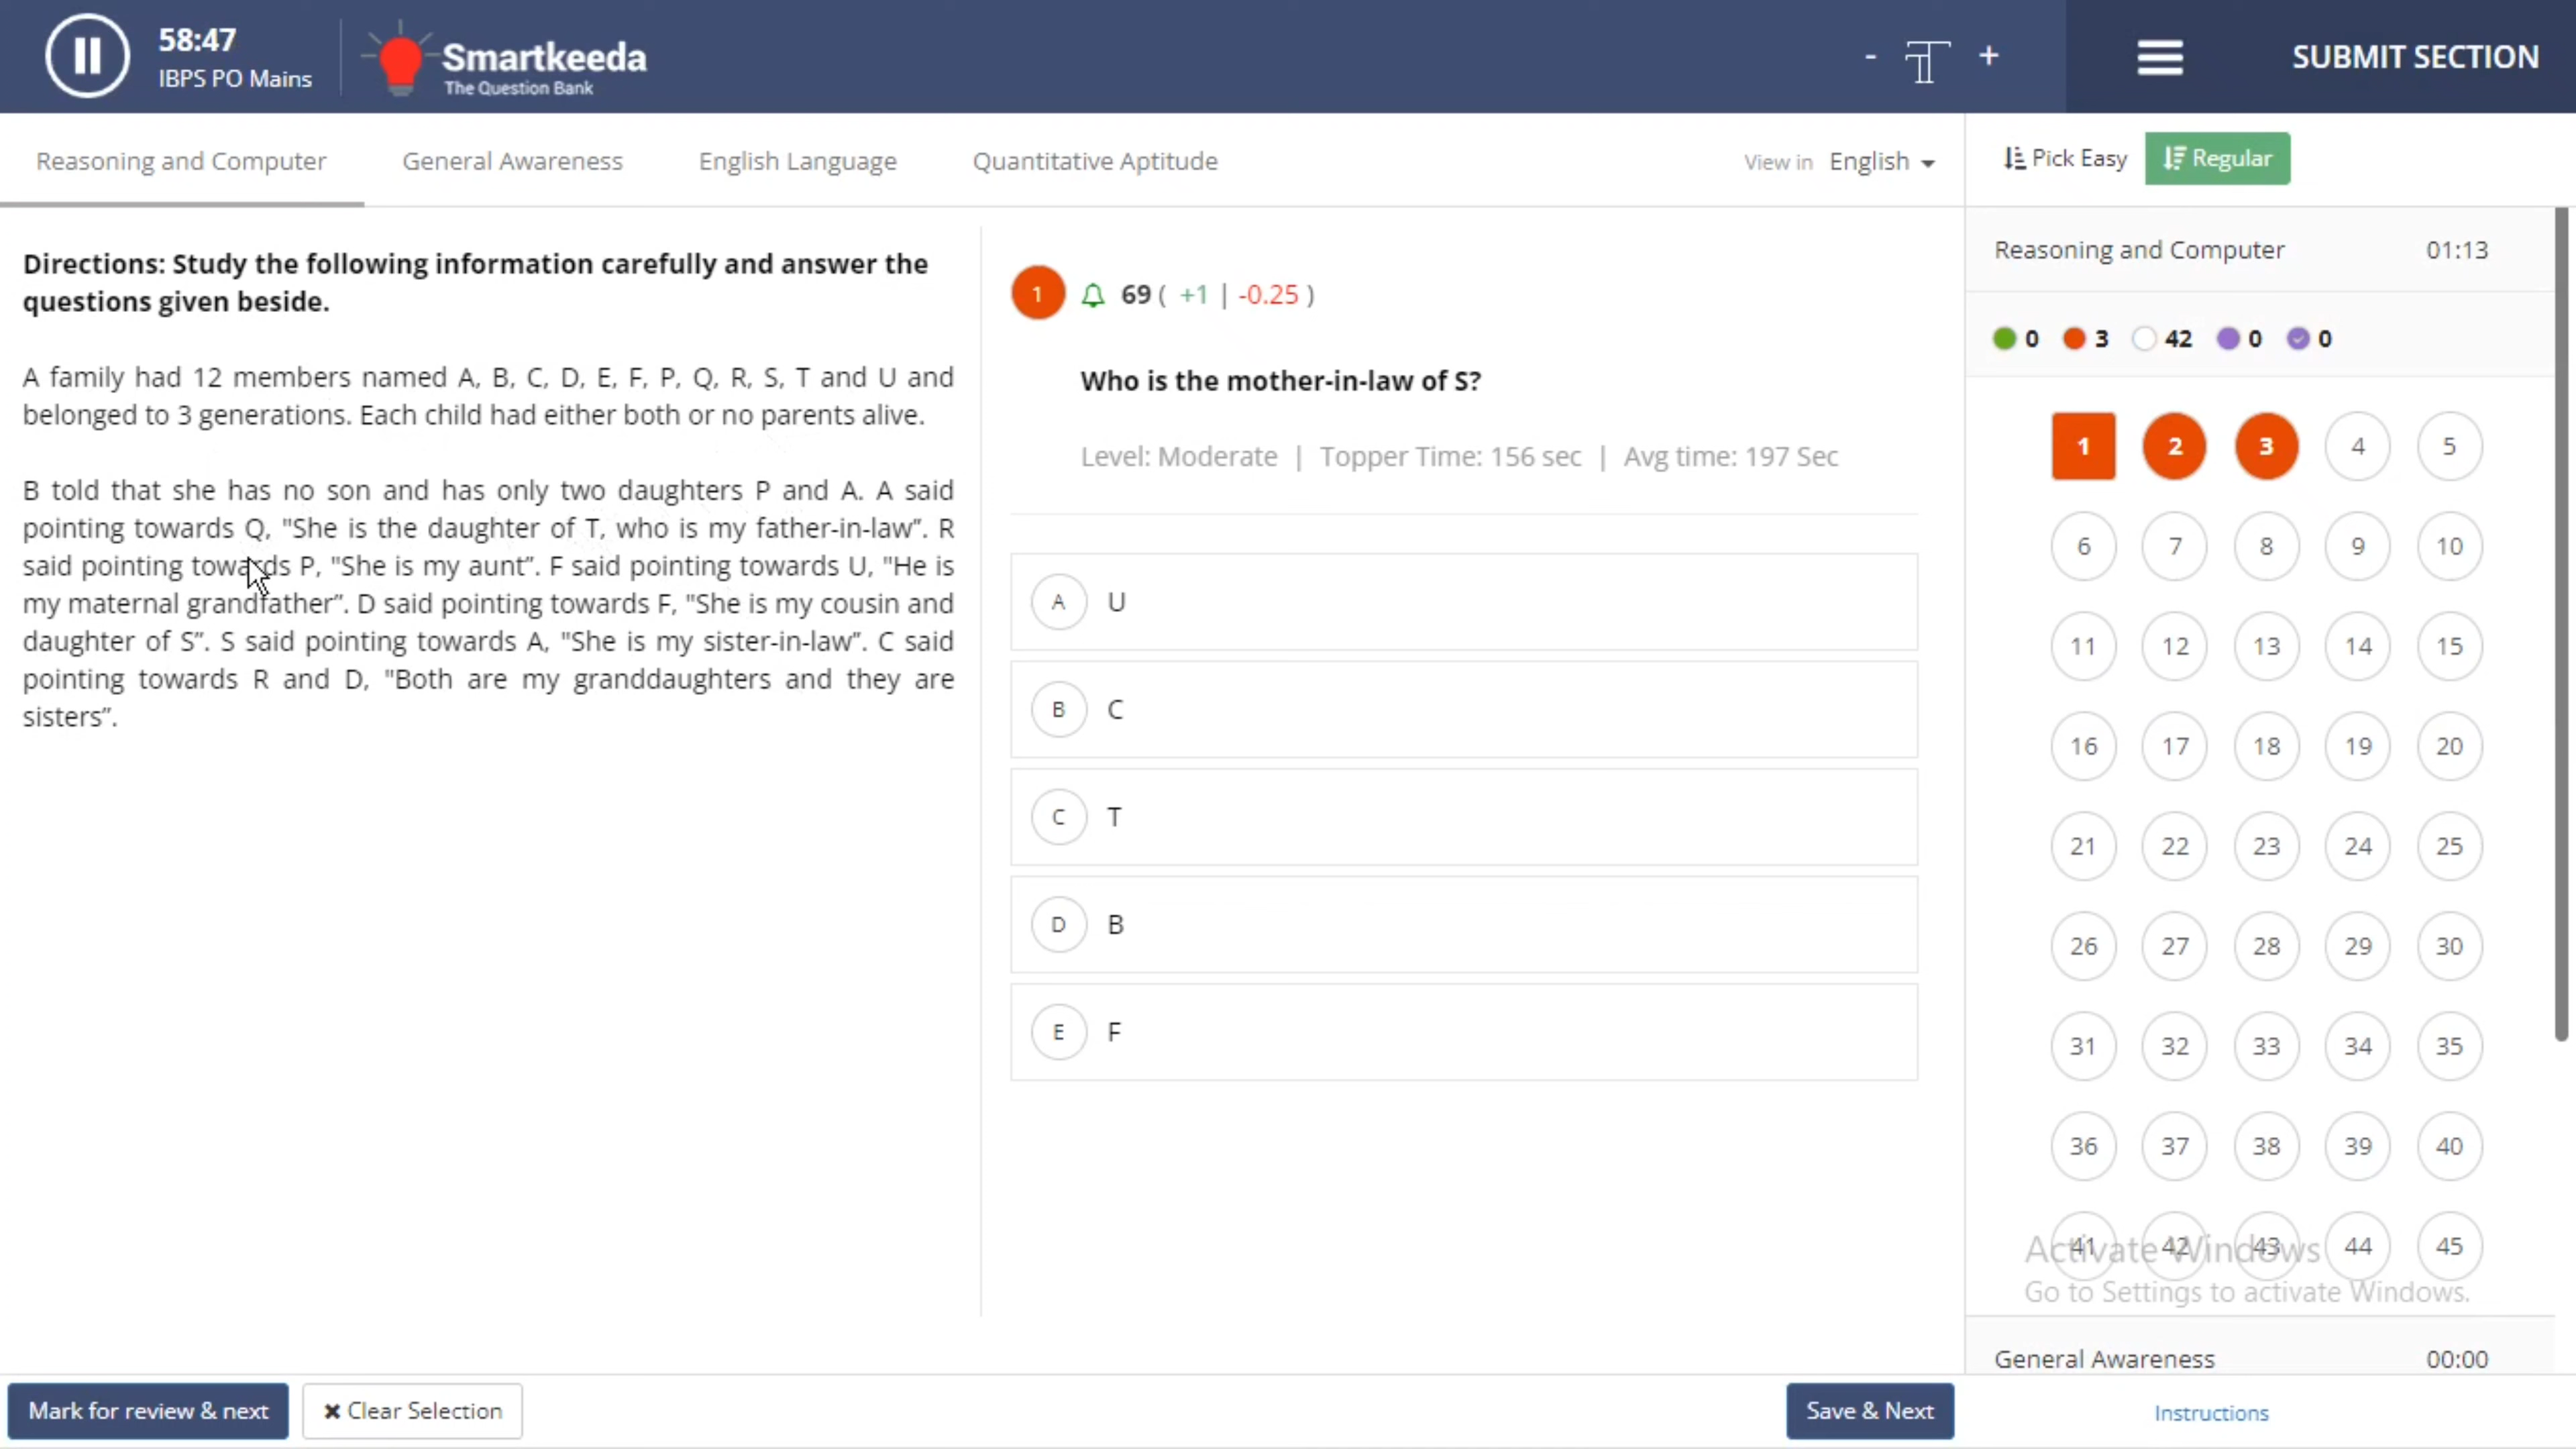 58:47
IBPS PO Mains
Smartkeeda
The Question Bank
- T +
SUBMIT SECTION
Reasoning and Computer
General Awareness
English Language
Quantitative Aptitude
View in English
Pick Easy
Regular
Directions: Study the following information carefully and answer the
questions given beside.
A family had 12 members named A, B, C, D, E, F, P, Q, R, S, T and U and
belonged to 3 generations. Each child had either both or no parents alive.
B told that she has no son and has only two daughters P and A. A said
pointing towards Q, "She is the daughter of T, who is my father-in-law”. R
said pointing towards P, "She is my aunt”. F said pointing towards U, "He is
my maternal grandfather”. D said pointing towards F, "She is my cousin and
daughter of S”. S said pointing towards A, "She is my sister-in-law”. C said
pointing towards R and D, "Both are my granddaughters and they are
sisters”.
1 69 ( +1 | -0.25 )
Who is the mother-in-law of S?
Level: Moderate | Topper Time: 156 sec | Avg time: 197 Sec
A U
B C
C T
D B
E F
Reasoning and Computer 01:13
0 3 42 0 0
1 2 3 4 5
6 7 8 9 10
11 12 13 14 15
16 17 18 19 20
21 22 23 24 25
26 27 28 29 30
31 32 33 34 35
36 37 38 39 40
41 42 43 44 45
Activate Windows
Go to Settings to activate Windows.
General Awareness 00:00
Mark for review & next
Clear Selection
Save & Next
Instructions